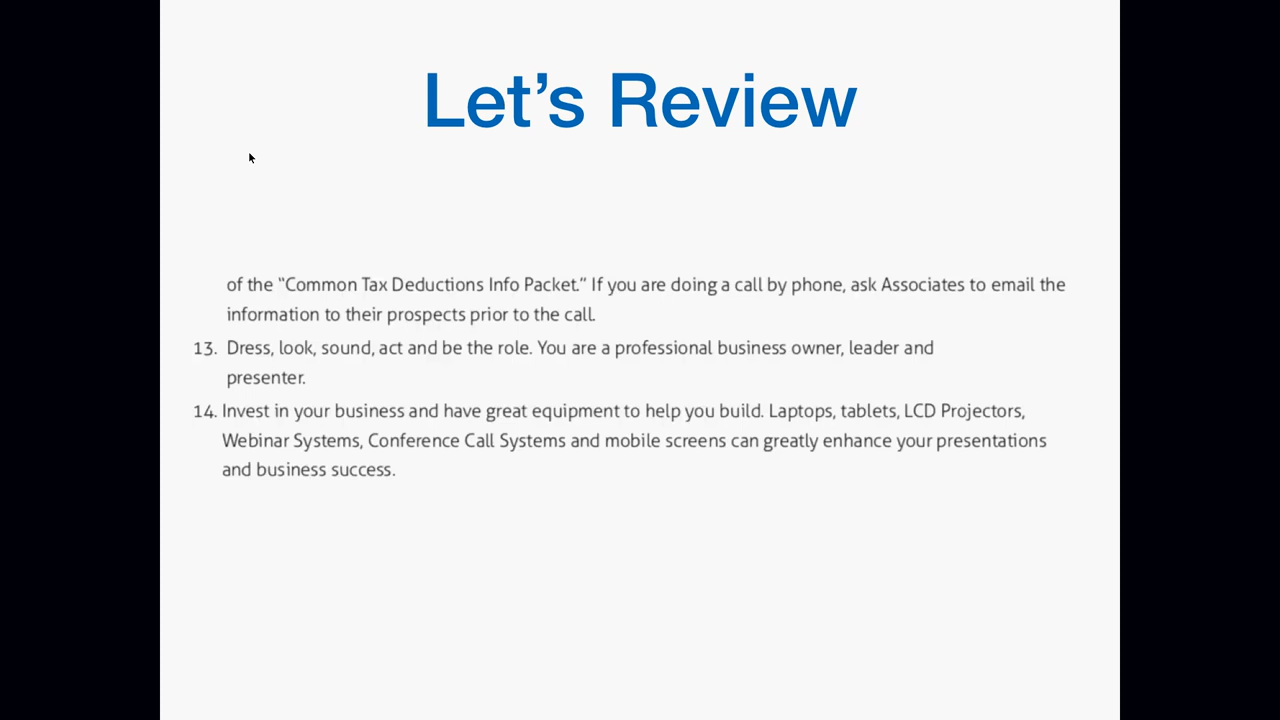 Let’s Review
of the “Common Tax Deductions Info Packet.” If you are doing a call by phone, ask Associates to email the
information to their prospects prior to the call.
13. Dress, look, sound, act and be the role. You are a professional business owner, leader and
presenter.
14. Invest in your business and have great equipment to help you build. Laptops, tablets, LCD Projectors,
Webinar Systems, Conference Call Systems and mobile screens can greatly enhance your presentations
and business success.